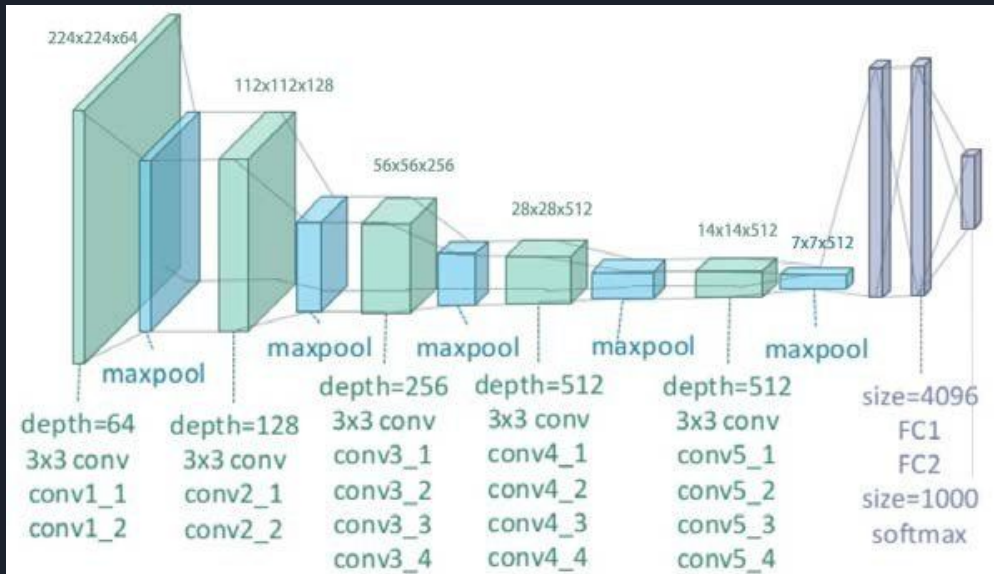 224x224x64
112x112x128
56x56x256
28x28x512
14x14x512
7x7x512
maxpool
maxpool
maxpool
maxpool
maxpool
depth=64
3x3 conv
conv1_1
conv1_2
depth=128
3x3 conv
conv2_1
conv2_2
depth=256
3x3 conv
conv3_1
conv3_2
conv3_3
conv3_4
depth=512
3x3 conv
conv4_1
conv4_2
conv4_3
conv4_4
depth=512
3x3 conv
conv5_1
conv5_2
conv5_3
conv5_4
size=4096
FC1
FC2
size=1000
softmax